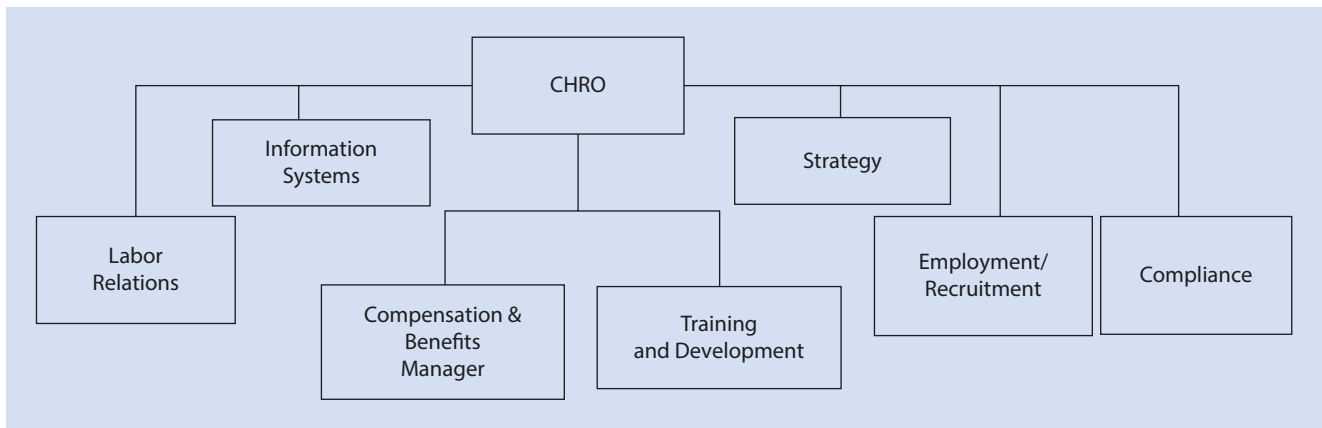 CHRO
Information
Systems
Strategy
Labor
Relations
Employment/
Recruitment
Compliance
Compensation &
Benefits
Manager
Training
and Development